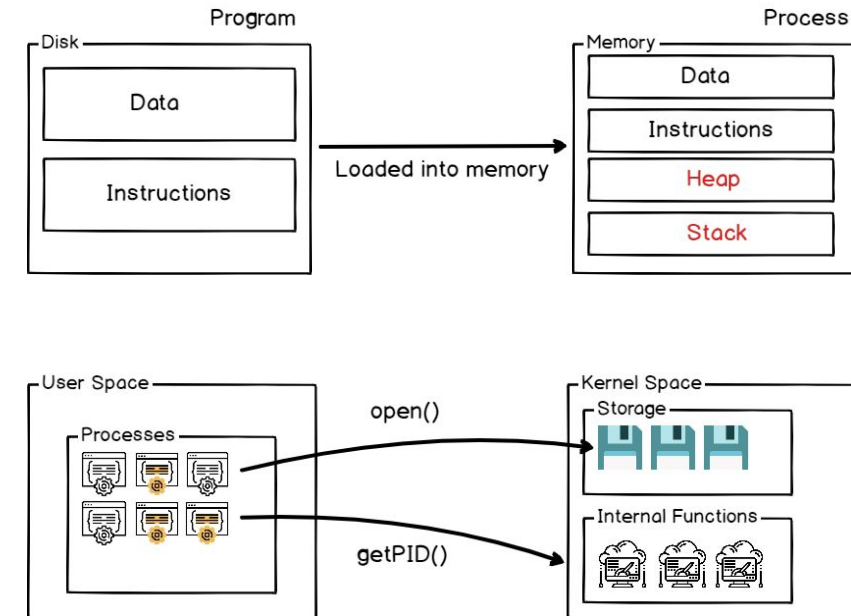 Program
Process
Disk
Memory
Data
Data
Instructions
Instructions
Loaded into memory
Heap
Stack
User Space
Kernel Space
open()
Storage
Processes
Internal Functions
getPID()